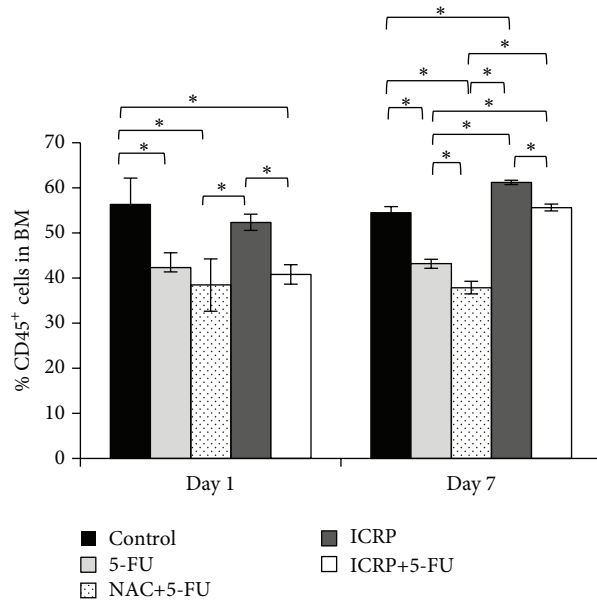 *
*
*
*
*
*
*
*
*
*
*
*
*
*
70
60
50
40
30
20
10
0
% CD45⁺ cells in BM
Day 1
Day 7
Control
5-FU
NAC+5-FU
ICRP
ICRP+5-FU